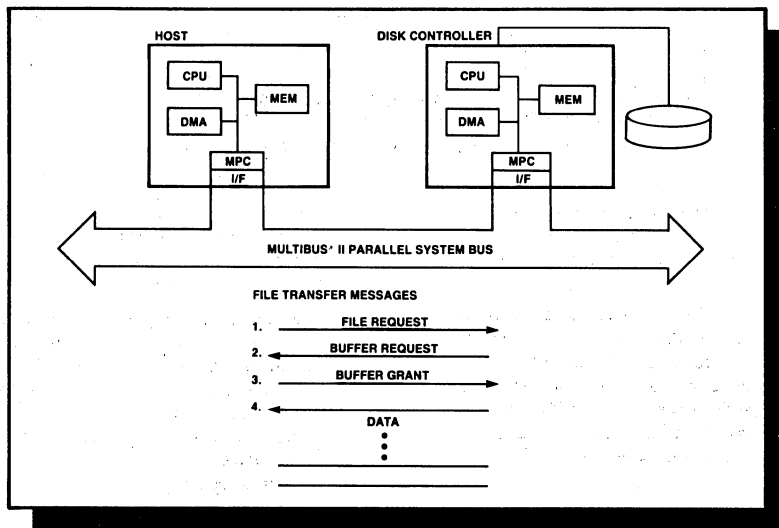 HOST
DISK CONTROLLER
CPU
MEM
DMA
MPC
I/F
CPU
MEM
DMA
MPC
I/F
MULTIBUS* II PARALLEL SYSTEM BUS
FILE TRANSFER MESSAGES
1. FILE REQUEST
2. BUFFER REQUEST
3. BUFFER GRANT
4.
DATA